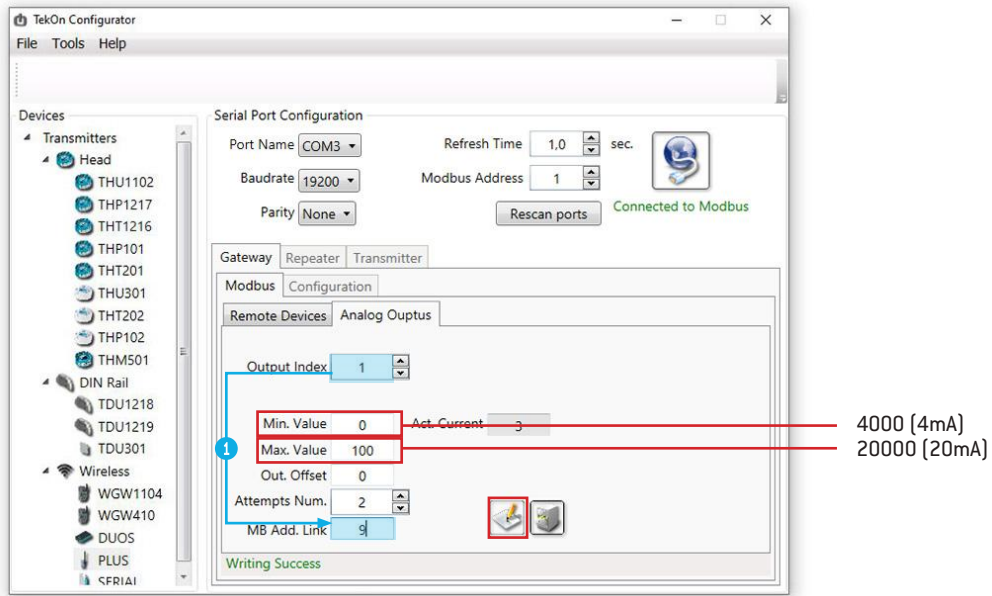 TekOn Configurator
File Tools Help
Devices
Transmitters
Head
THU1102
THP1217
THT1216
THP101
THT201
THU301
THT202
THP102
THM501
DIN Rail
TDU1218
TDU1219
TDU301
Wireless
WGW1104
WGW410
DUOS
PLUS
SERIAL
Serial Port Configuration
Port Name COM3 Refresh Time 1,0 sec.
Baudrate 19200 Modbus Address 1
Parity None Rescan ports Connected to Modbus
Gateway Repeater Transmitter
Modbus Configuration
Remote Devices Analog Ouptus
Output Index 1
Min. Value 0 Act. Current 3
1 Max. Value 100
Out. Offset 0
Attempts Num. 2
MB Add. Link 9
Writing Success
4000 (4mA)
20000 (20mA)